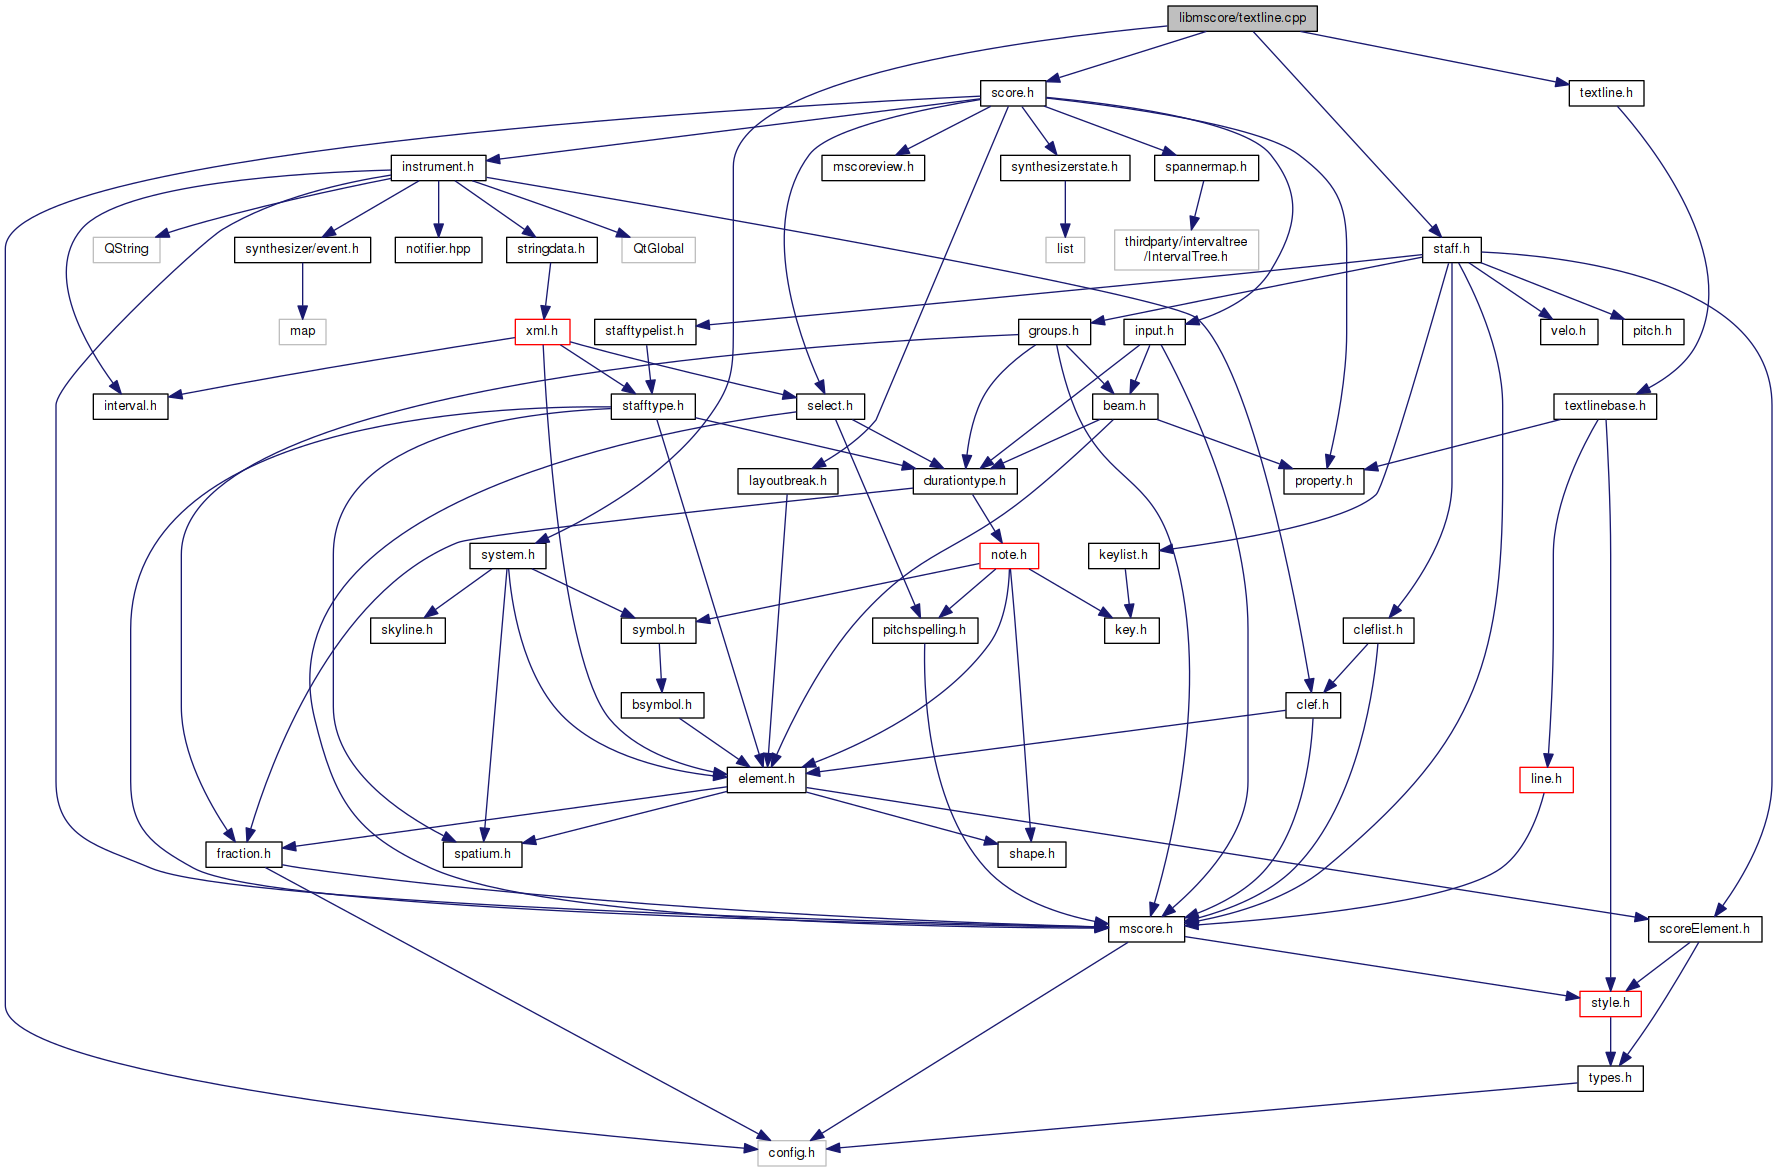 libmscore/textline.cpp
score.h
textline.h
instrument.h
mscoreview.h
synthesizerstate.h
spannermap.h
QString
synthesizer/event.h
notifier.hpp
stringdata.h
QtGlobal
list
thirdparty/intervaltree
/IntervalTree.h
staff.h
map
xml.h
stafftypelist.h
groups.h
input.h
velo.h
pitch.h
interval.h
stafftype.h
select.h
beam.h
textlinebase.h
layoutbreak.h
durationtype.h
property.h
system.h
note.h
keylist.h
skyline.h
symbol.h
pitchspelling.h
key.h
cleflist.h
bsymbol.h
clef.h
element.h
line.h
fraction.h
spatium.h
shape.h
mscore.h
scoreElement.h
style.h
types.h
config.h